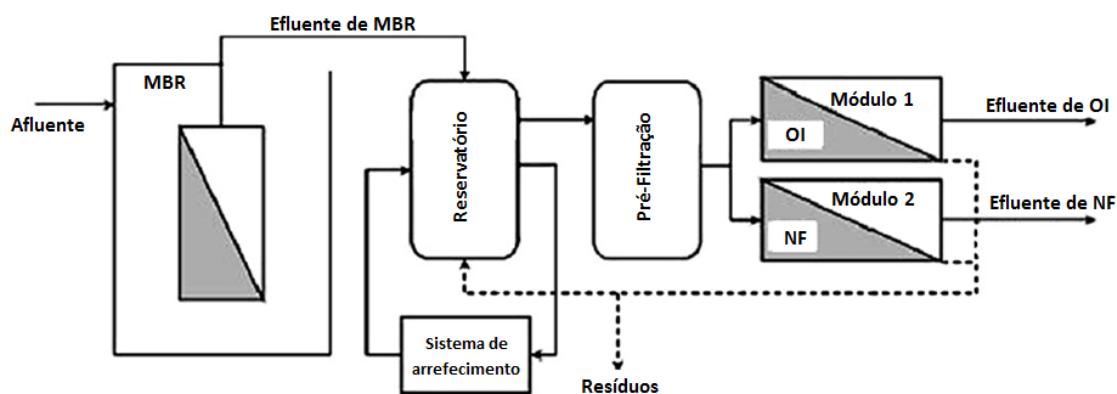 Efluente de MBR
MBR
Afluente
Reservatório
Pré-Filtração
Módulo 1
OI
Efluente de OI
Módulo 2
NF
Efluente de NF
Sistema de
arrefecimento
Resíduos